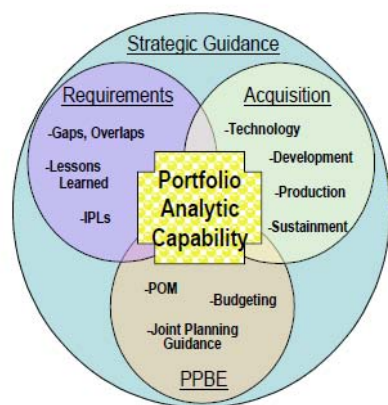 Strategic Guidance
Requirements
-Gaps, Overlaps
-Lessons
Learned
-IPLs
Acquisition
-Technology
-Development
-Production
-Sustainment
Portfolio
Analytic
Capability
-POM
-Budgeting
-Joint Planning
Guidance
PPBE